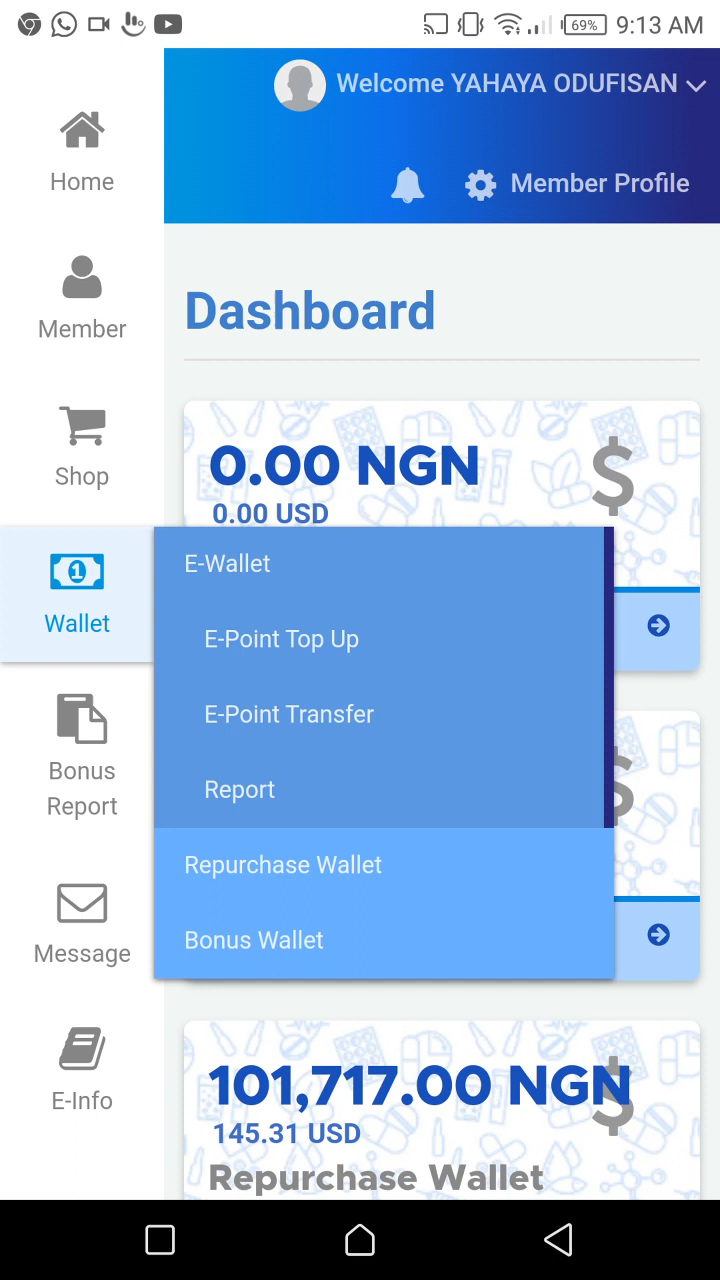 69%
9:13 AM
Welcome YAHAYA ODUFISAN
Member Profile
Home
Member
Shop
Wallet
Bonus
Report
Message
E-Info
Dashboard
0.00 NGN
$
0.00 USD
E-Wallet
E-Point Top Up
E-Point Transfer
Report
Repurchase Wallet
Bonus Wallet
101,717.00 NGN
$
145.31 USD
Repurchase Wallet